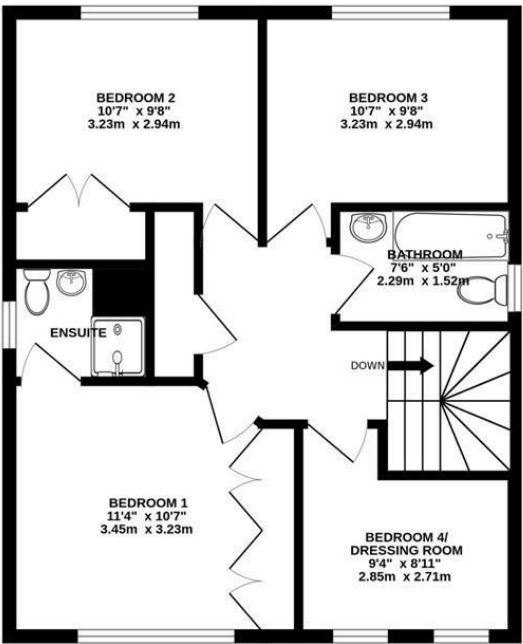 BEDROOM 2
10'7" x 9'8"
3.23m x 2.94m
BEDROOM 3
10'7" x 9'8"
3.23m x 2.94m
BATHROOM
7'6" x 5'0"
2.29m x 1.52m
ENSUITE
DOWN
BEDROOM 1
11'4" x 10'7"
3.45m x 3.23m
BEDROOM 4/
DRESSING ROOM
9'4" x 8'11"
2.85m x 2.71m